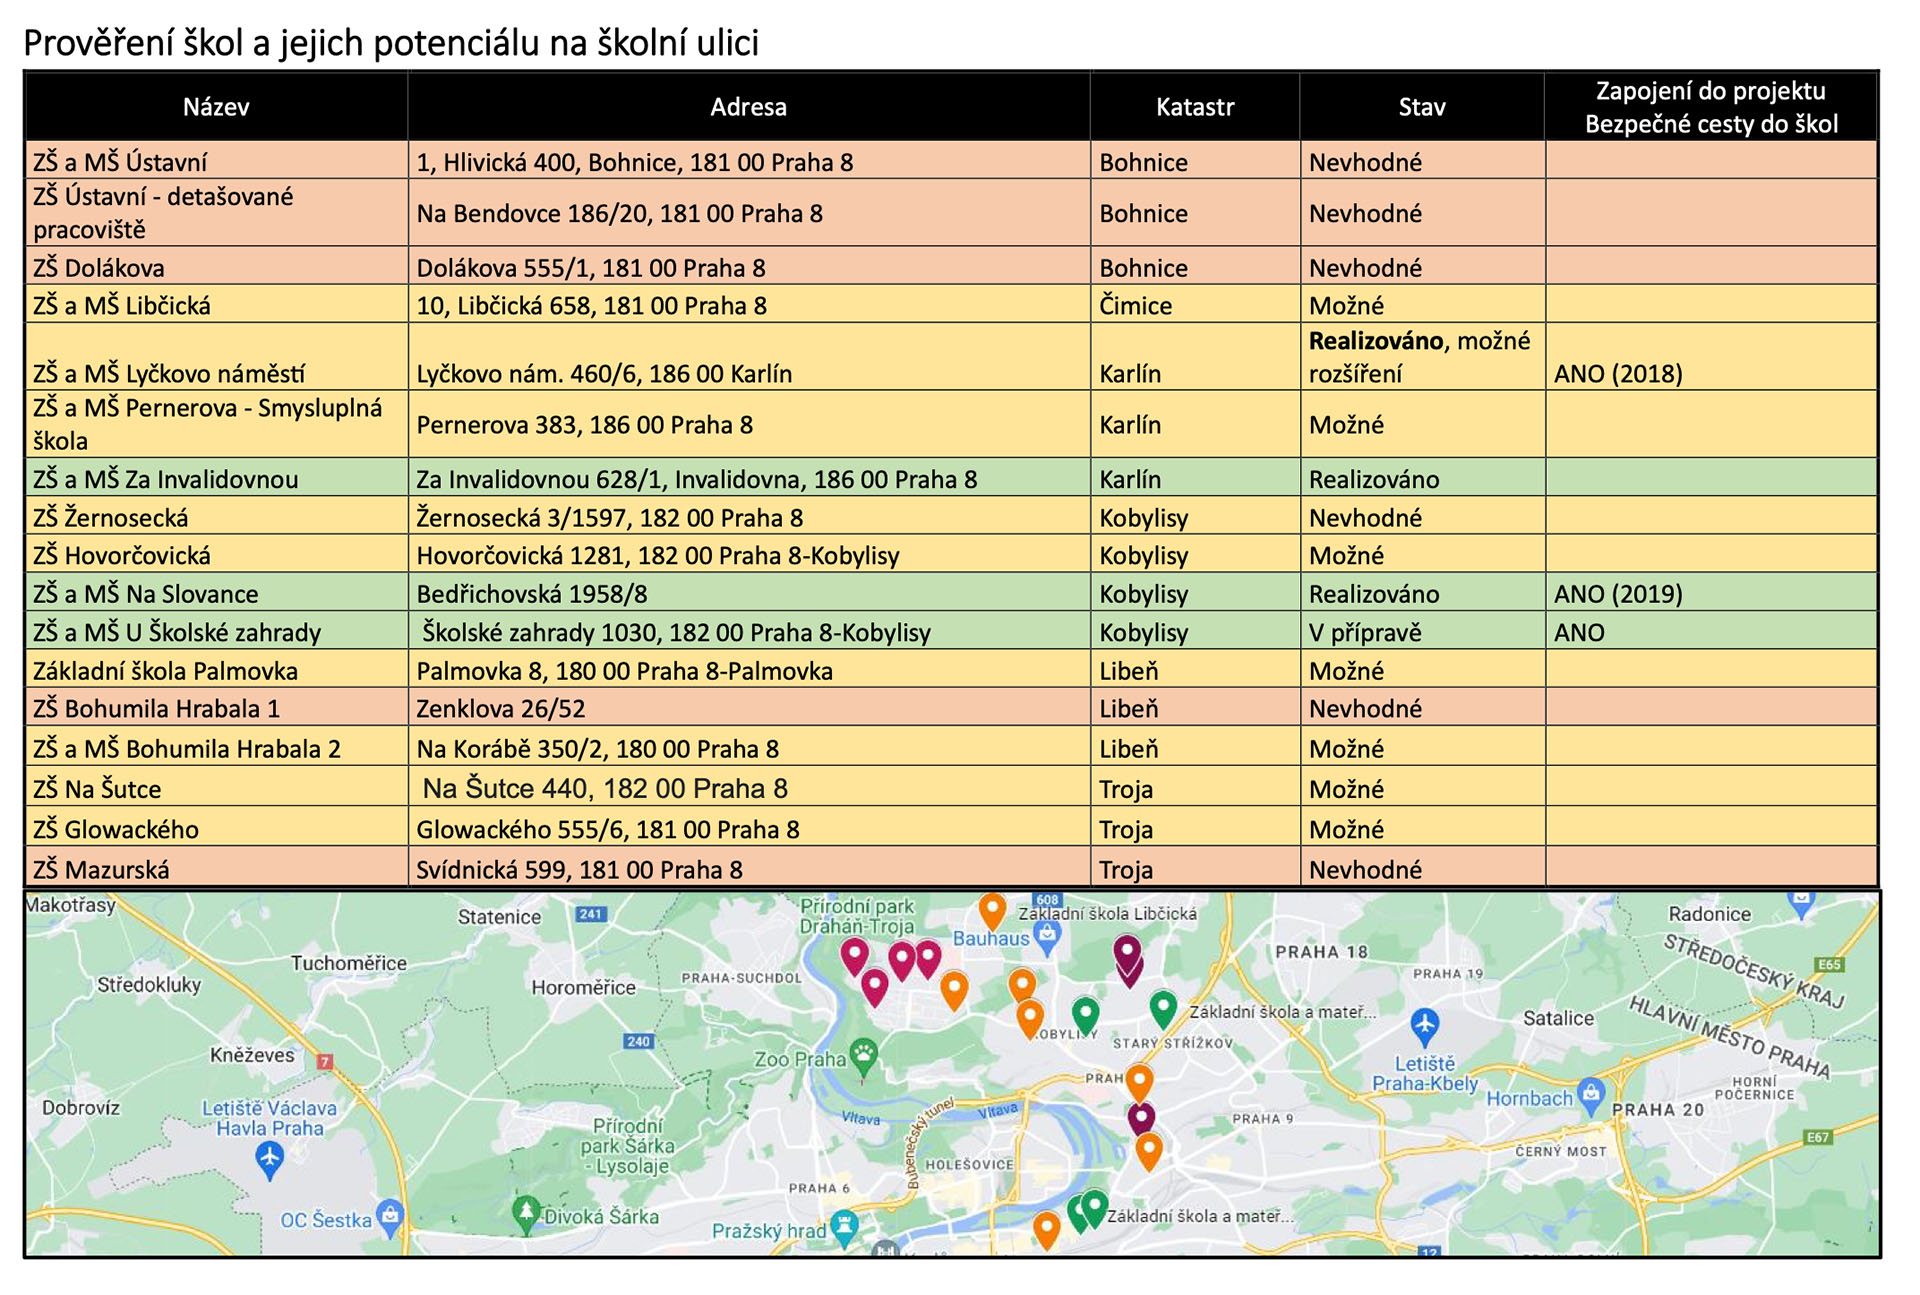 Prověření škol a jejich potenciálu na školní ulici
Název Adresa Katastr Stav Zapojení do projektu
Bezpečné cesty do škol
ZŠ a MŠ Ústavní 1, Hlivická 400, Bohnice, 181 00 Praha 8 Bohnice Nevhodné
ZŠ Ústavní - detašované
pracoviště Na Bendovce 186/20, 181 00 Praha 8 Bohnice Nevhodné
ZŠ Dolákova Dolákova 555/1, 181 00 Praha 8 Bohnice Nevhodné
ZŠ a MŠ Libčická 10, Libčická 658, 181 00 Praha 8 Čimice Možné
Realizováno, možné
ZŠ a MŠ Lyčkovo náměstí Lyčkovo nám. 460/6, 186 00 Karlín Karlín rozšíření ANO (2018)
ZŠ a MŠ Pernerova - Smysluplná
škola Pernerova 383, 186 00 Praha 8 Karlín Možné
ZŠ a MŠ Za Invalidovnou Za Invalidovnou 628/1, Invalidovna, 186 00 Praha 8 Karlín Realizováno
ZŠ Žernosecká Žernosecká 3/1597, 182 00 Praha 8 Kobylisy Nevhodné
ZŠ Hovorčovická Hovorčovická 1281, 182 00 Praha 8-Kobylisy Kobylisy Možné
ZŠ a MŠ Na Slovance Bedřichovská 1958/8 Kobylisy Realizováno ANO (2019)
ZŠ a MŠ U Školské zahrady Školské zahrady 1030, 182 00 Praha 8-Kobylisy Kobylisy V přípravě ANO
Základní škola Palmovka Palmovka 8, 180 00 Praha 8-Palmovka Libeň Možné
ZŠ Bohumila Hrabala 1 Zenklova 26/52 Libeň Nevhodné
ZŠ a MŠ Bohumila Hrabala 2 Na Korábě 350/2, 180 00 Praha 8 Libeň Možné
ZŠ Na Šutce Na Šutce 440, 182 00 Praha 8 Troja Možné
ZŠ Glowackého Glowackého 555/6, 181 00 Praha 8 Troja Možné
ZŠ Mazurská Svídnická 599, 181 00 Praha 8 Troja Nevhodné
Makotřasy
Statenice
241
Přírodní park
Draháň-Troja
608
Základní škola Libčická
Radonice
Bauhaus
Tuchoměřice
PRAHA 18
STŘEDOČESKÝ KRAJ
E65
Středokluky
Horoměřice
PRAHA-SUCHDOL
PRAHA 19
HLAVNÍ MĚSTO PRAHA
Základní škola a mateř...
Satalice
240
KOBYLISY
STARÝ STŘÍŽKOV
Kněževes
7
Zoo Praha
Letiště
Praha-Kbely
PRAH
HORNÍ
POČERNICE
Hornbach
PRAHA 20
Dobrovíz
Letiště Václava
Havla Praha
Vltava
Vltava
Bubenečský tunel
PRAHA 9
Přírodní
park Šárka
- Lysolaje
E67
ČERNÝ MOST
HOLEŠOVICE
PRAHA 6
OC Šestka
Divoká Šárka
Pražský hrad
Základní škola a mateř...
12